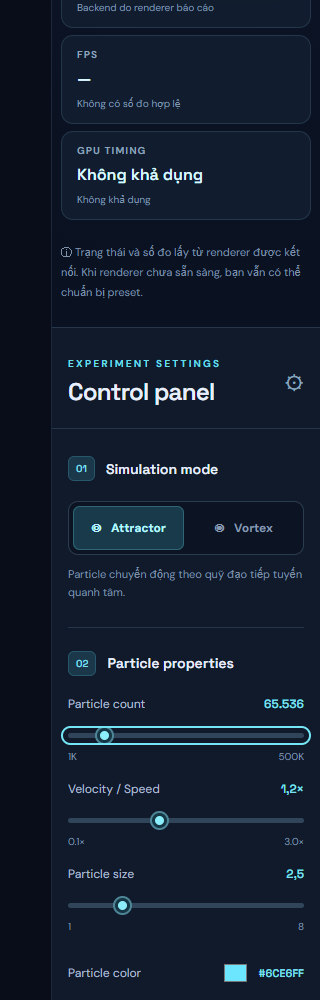 Backend do renderer báo cáo
FPS
—
Không có số đo hợp lệ
GPU TIMING
Không khả dụng
Không khả dụng
ⓘ Trạng thái và số đo lấy từ renderer được kết
nối. Khi renderer chưa sẵn sàng, bạn vẫn có thể
chuẩn bị preset.
EXPERIMENT SETTINGS
Control panel
01 Simulation mode
Attractor Vortex
Particle chuyển động theo quỹ đạo tiếp tuyến
quanh tâm.
02 Particle properties
Particle count 65.536
1K 500K
Velocity / Speed 1,2×
0.1× 3.0×
Particle size 2,5
1 8
Particle color #6CE6FF